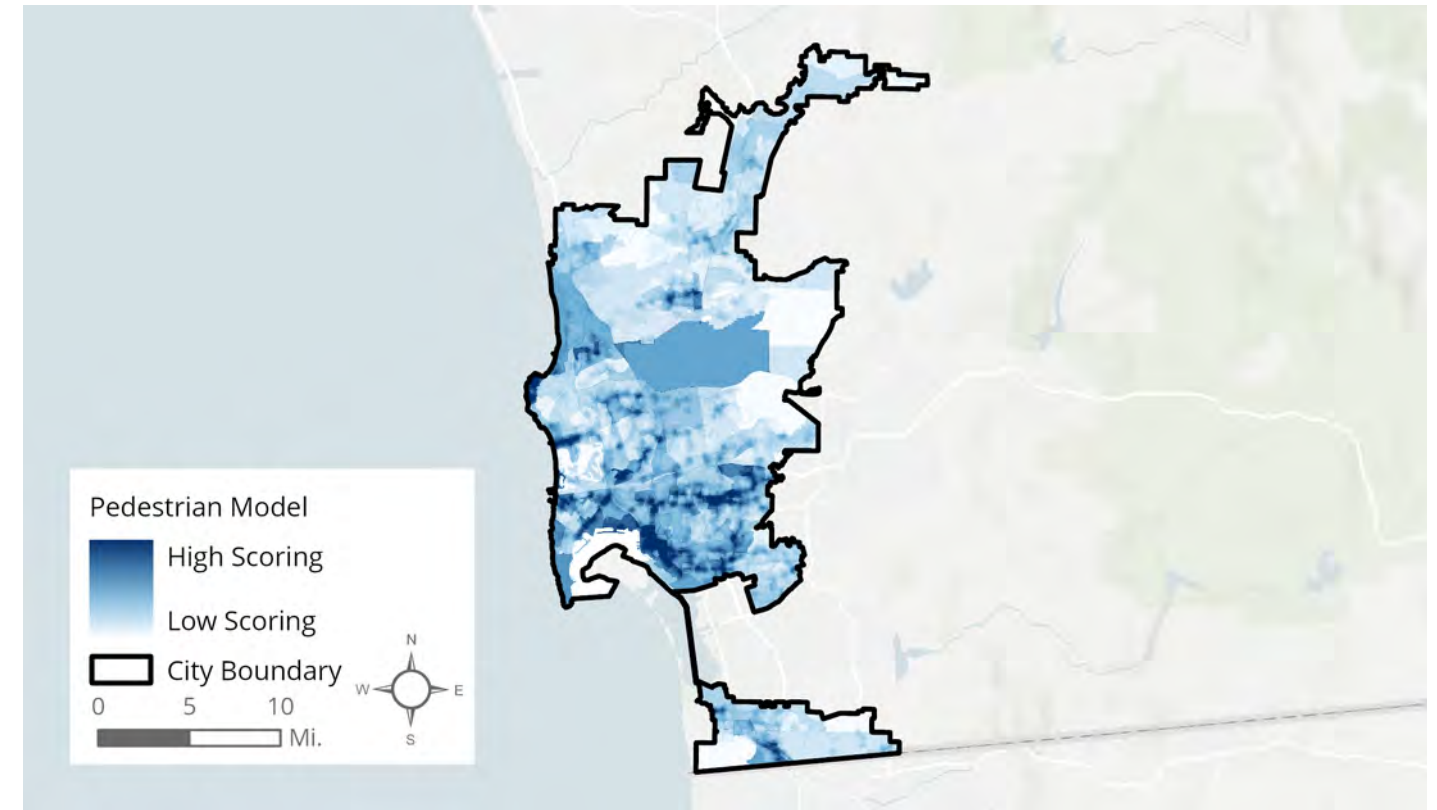 Pedestrian Model
High Scoring
Low Scoring
City Boundary
0 5 10
Mi.
N
W E
S